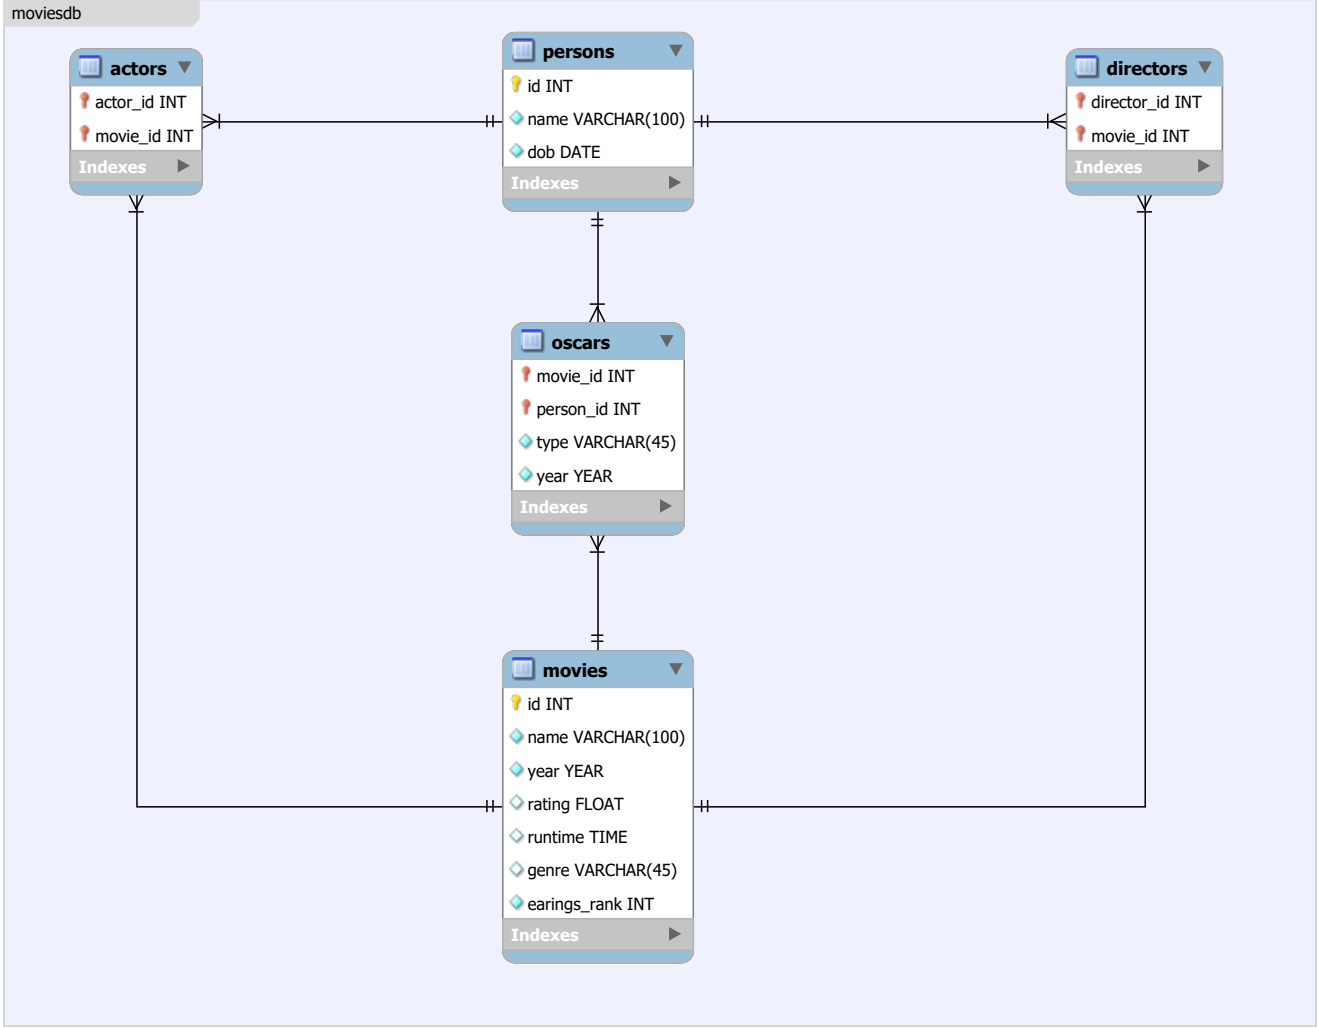 moviesdb
actors
actor_id INT
movie_id INT
Indexes
persons
id INT
name VARCHAR(100)
dob DATE
Indexes
directors
director_id INT
movie_id INT
Indexes
oscars
movie_id INT
person_id INT
type VARCHAR(45)
year YEAR
Indexes
movies
id INT
name VARCHAR(100)
year YEAR
rating FLOAT
runtime TIME
genre VARCHAR(45)
earings_rank INT
Indexes